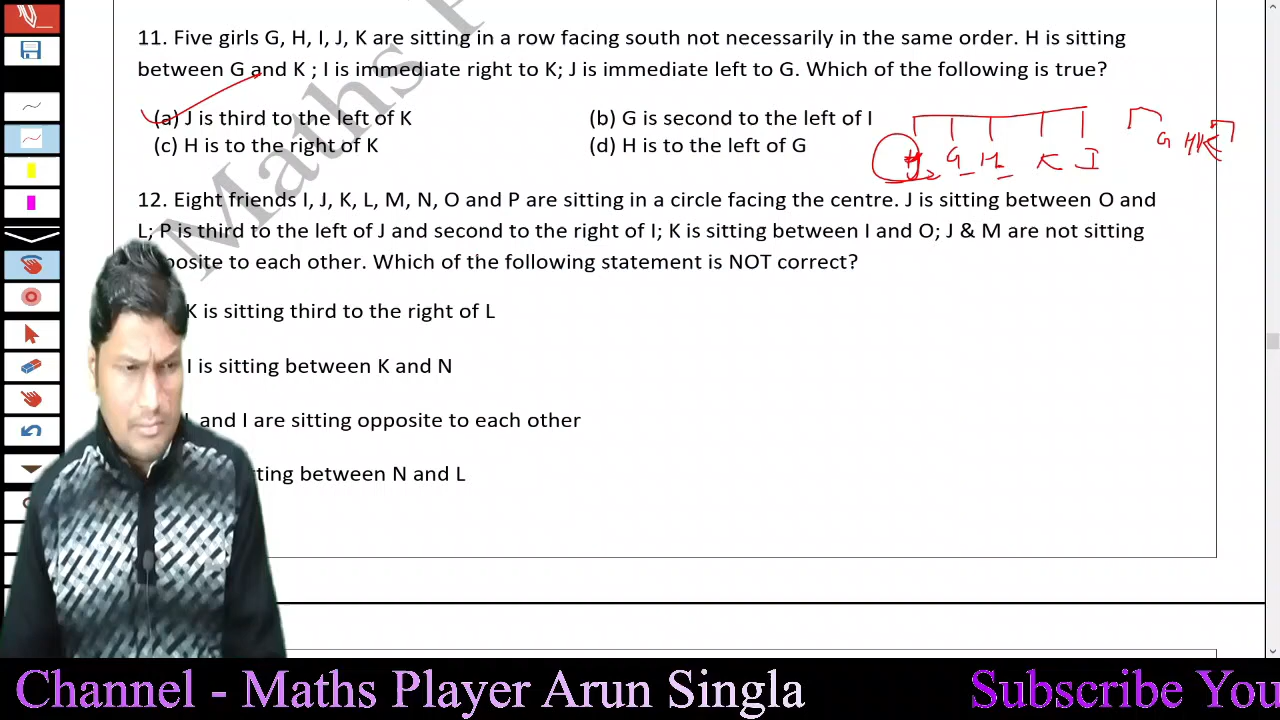 11. Five girls G, H, I, J, K are sitting in a row facing south not necessarily in the same order. H is sitting
between G and K ; I is immediate right to K; J is immediate left to G. Which of the following is true?
(a) J is third to the left of K
(b) G is second to the left of I
(c) H is to the right of K
(d) H is to the left of G
G H K I
G H K
12. Eight friends I, J, K, L, M, N, O and P are sitting in a circle facing the centre. J is sitting between O and
L; P is third to the left of J and second to the right of I; K is sitting between I and O; J & M are not sitting
posite to each other. Which of the following statement is NOT correct?
K is sitting third to the right of L
I is sitting between K and N
L and I are sitting opposite to each other
tting between N and L
Maths P
Channel - Maths Player Arun Singla
Subscribe You